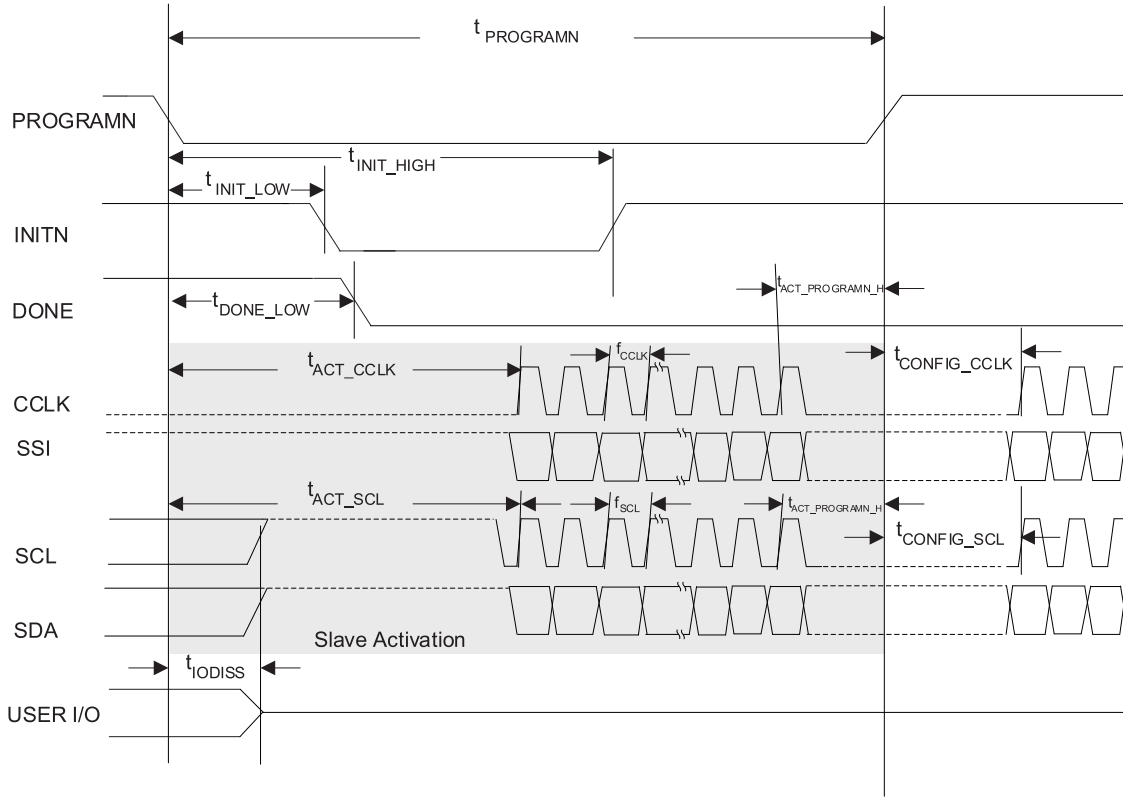 t PROGRAMN
PROGRAMN
t INIT_HIGH
t INIT_LOW
INITN
DONE
t DONE_LOW
t ACT_PROGRAMN_H
t ACT_CCLK
f CCLK
t CONFIG_CCLK
CCLK
SSI
t ACT_SCL
f SCL
t ACT_PROGRAMN_H
t CONFIG_SCL
SCL
SDA
Slave Activation
t IODISS
USER I/O